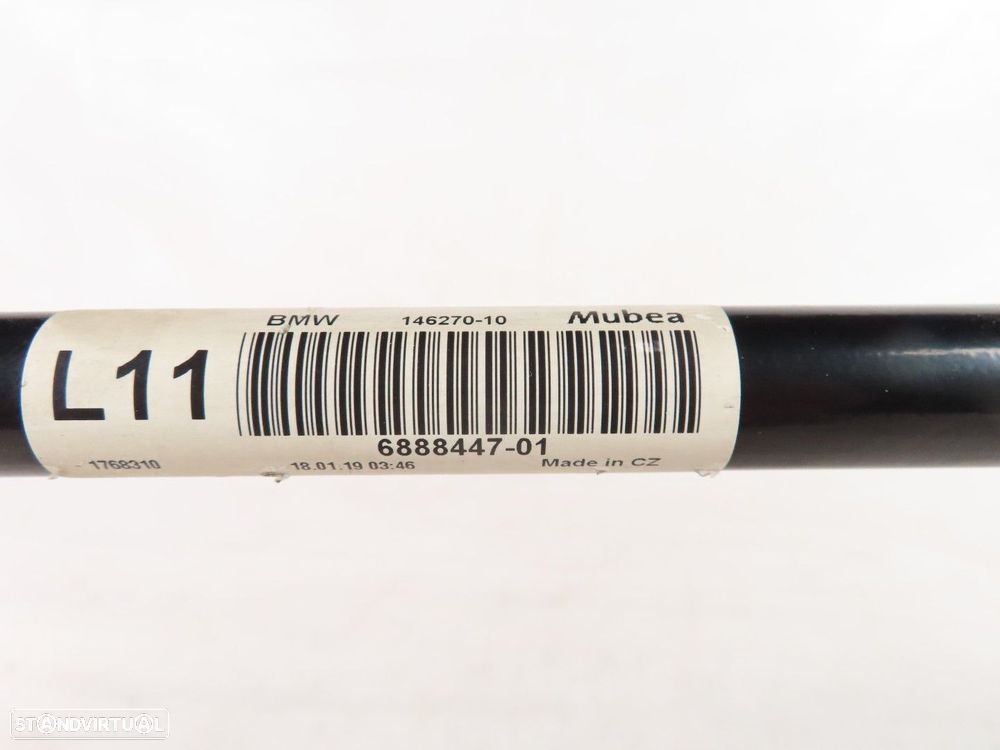 BMW 146270-10 Mubea
L11
6888447-01
1768310 18.01.19 03:46 Made in CZ
STANDVIRTUAL